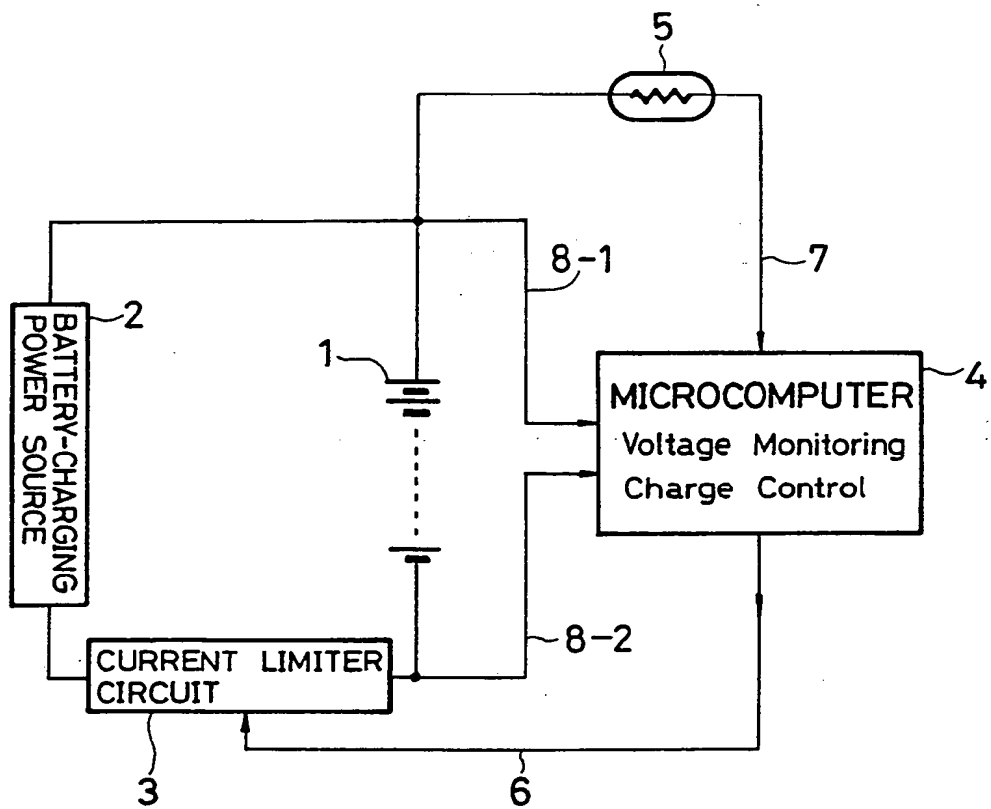 5
8-1
7
2
BATTERY-CHARGING
POWER SOURCE
1
4
MICROCOMPUTER
Voltage Monitoring
Charge Control
8-2
CURRENT LIMITER
CIRCUIT
3
6